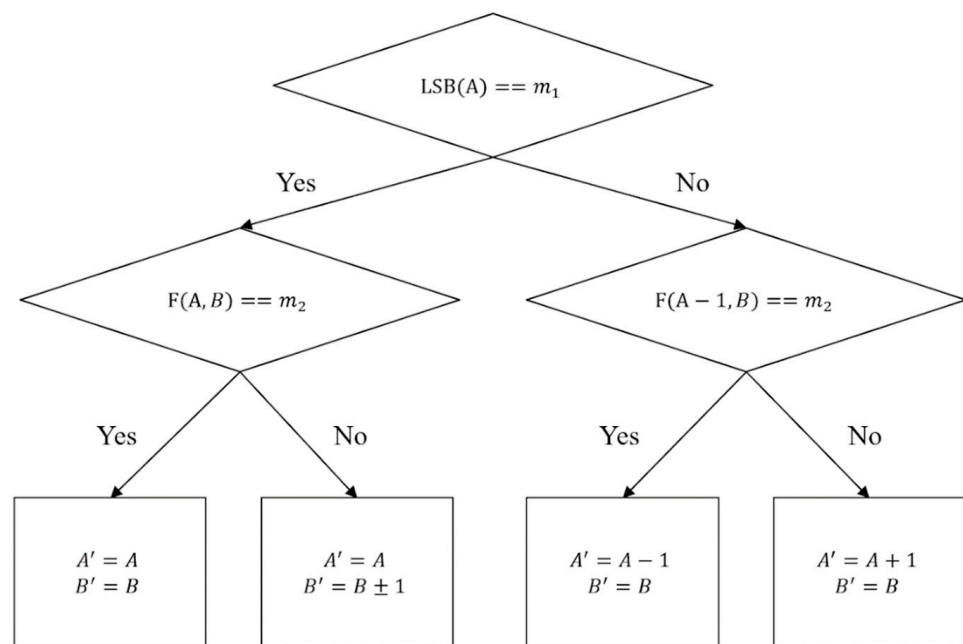 LSB(A) == m₁
Yes
No
F(A, B) == m₂
F(A − 1, B) == m₂
Yes
No
Yes
No
A′ = A
B′ = B
A′ = A
B′ = B ± 1
A′ = A − 1
B′ = B
A′ = A + 1
B′ = B